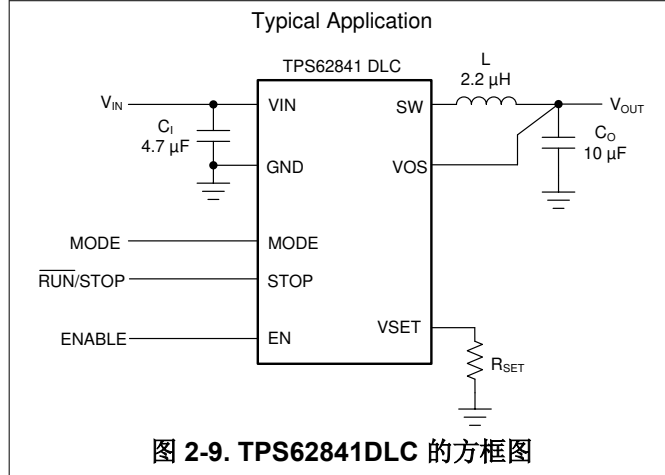 Typical Application
TPS62841 DLC
L
2.2 µH
VIN
VIN
SW
VOUT
CI
4.7 µF
CO
10 µF
GND
VOS
MODE
MODE
RUN/STOP
STOP
VSET
ENABLE
EN
RSET
图 2-9. TPS62841DLC 的方框图